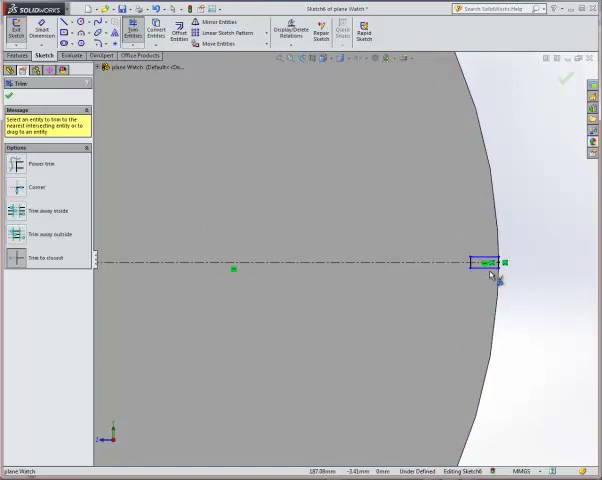 SOLIDWORKS
Sketch6 of plane Watch *
Search SolidWorks Help
Exit Sketch
Smart Dimension
Trim Entities
Convert Entities
Offset Entities
Mirror Entities
Linear Sketch Pattern
Move Entities
Display/Delete Relations
Repair Sketch
Quick Snaps
Rapid Sketch
Features
Sketch
Evaluate
DimXpert
Office Products
plane Watch (Default<<De...
Trim
?
Message
Select an entity to trim to the
nearest intersecting entity or to
drag to an entity
Options
Power trim
Corner
Trim away inside
Trim away outside
Trim to closest
Y
Z
plane Watch
187.08mm
-3.41mm
0mm
Under Defined
Editing Sketch6
MMGS